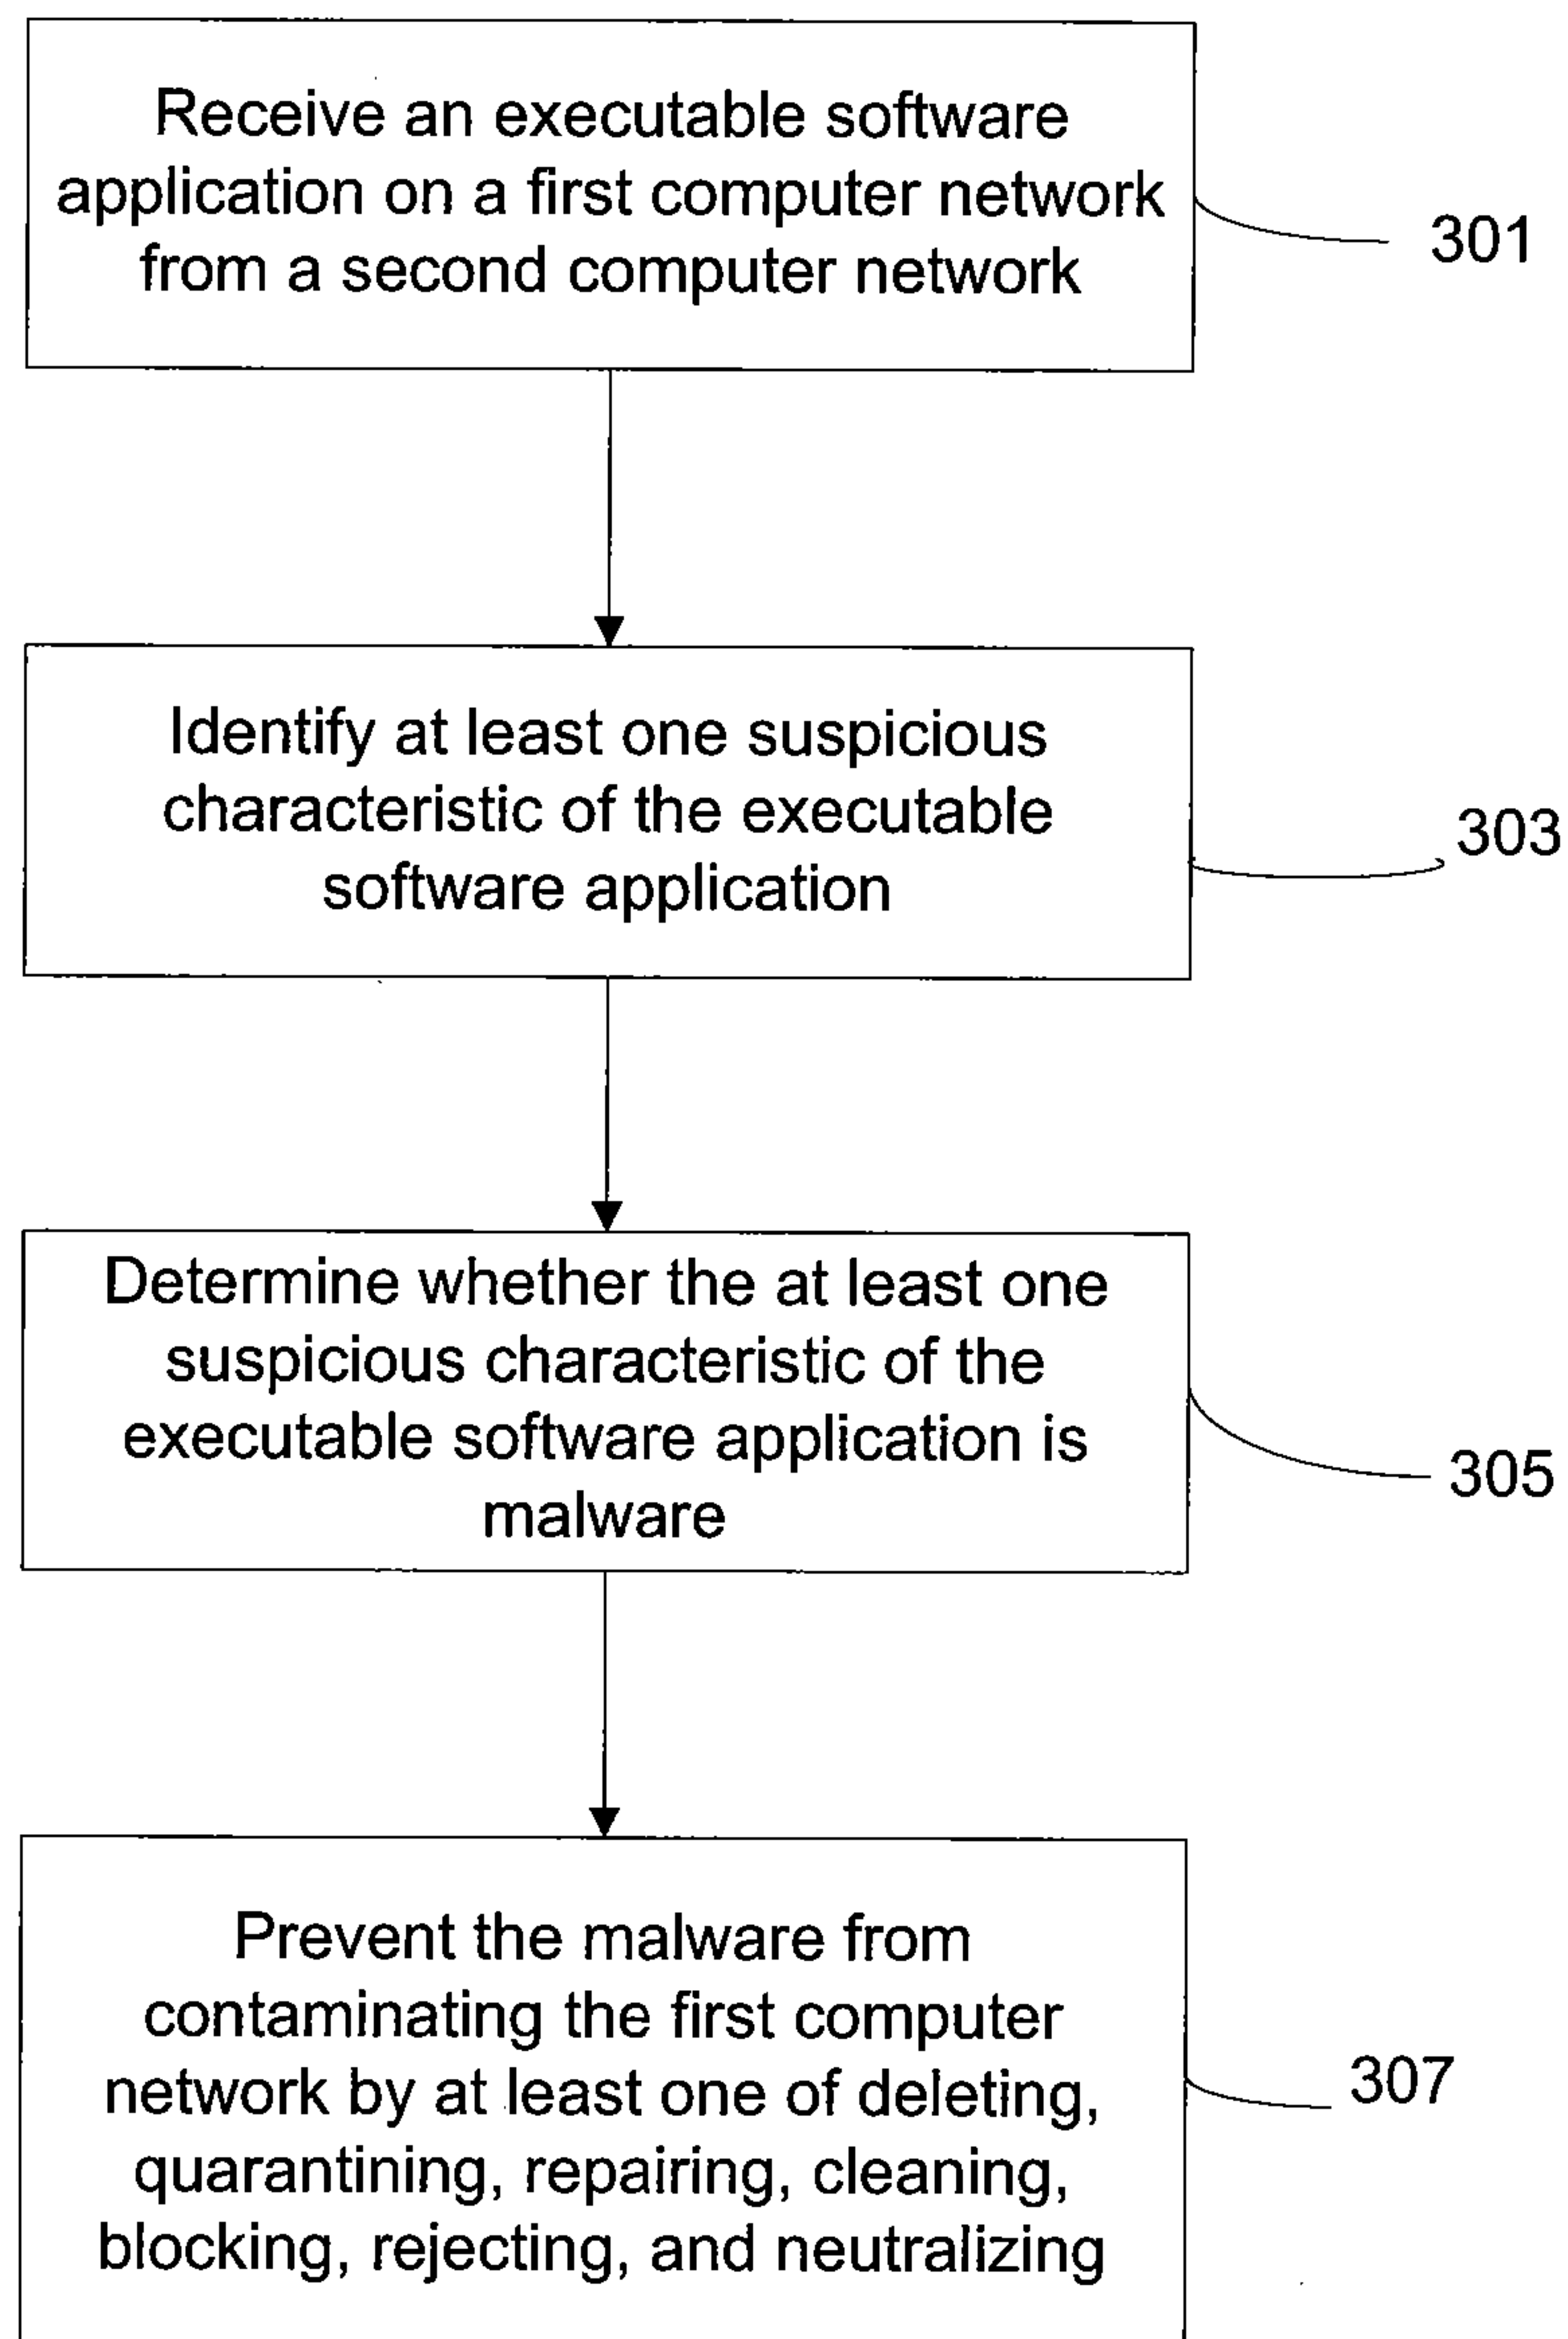 Receive an executable software
application on a first computer network
from a second computer network
301
Identify at least one suspicious
characteristic of the executable
software application
303
Determine whether the at least one
suspicious characteristic of the
executable software application is
malware
305
Prevent the malware from
contaminating the first computer
network by at least one of deleting,
quarantining, repairing, cleaning,
blocking, rejecting, and neutralizing
307